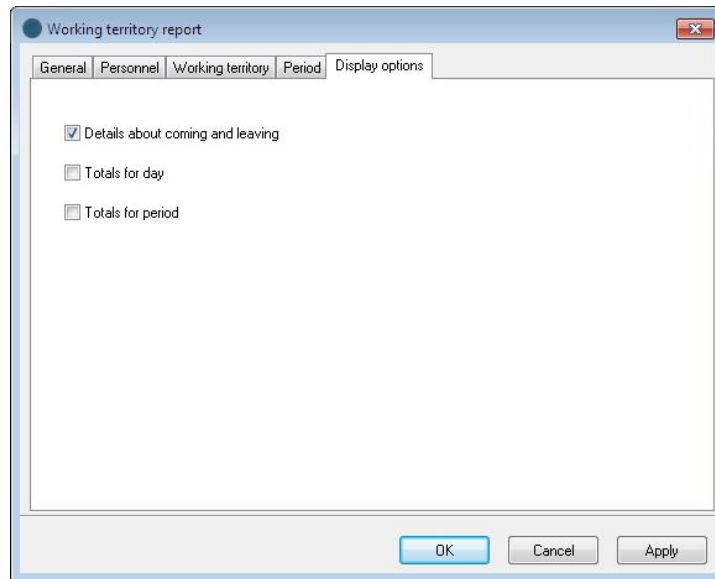 Working territory report
General Personnel Working territory Period Display options
Details about coming and leaving
Totals for day
Totals for period
OK Cancel Apply